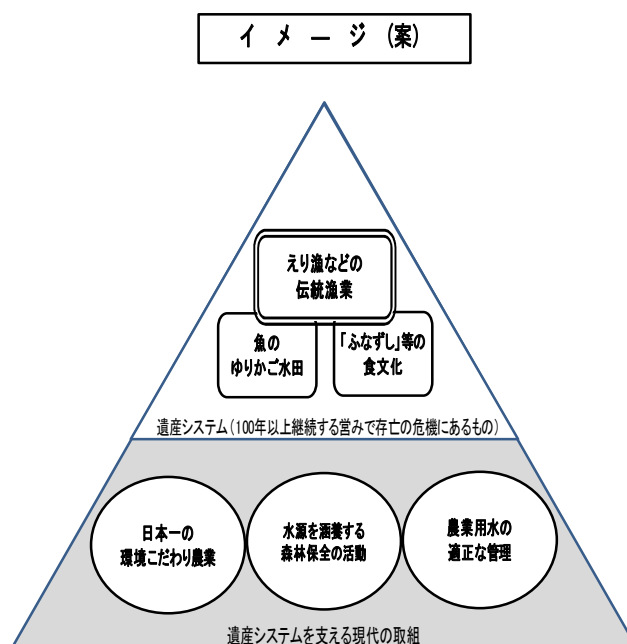 イ メ ー ジ (案)
えり漁などの
伝統漁業
魚の
ゆりかご水田
「ふなずし」等の
食文化
遺産システム(100年以上継続する営みで存亡の危機にあるもの)
日本一の
環境こだわり農業
水源を涵養する
森林保全の活動
農業用水の
適正な管理
遺産システムを支える現代の取組